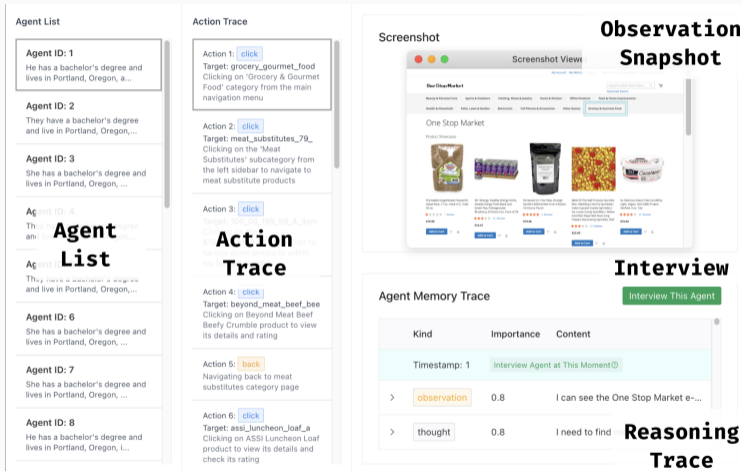 Agent List
Agent ID: 1
He has a bachelor's degree and
lives in Portland, Oregon, a...
Agent ID: 2
They have a bachelor's degree
and live in Portland, Oregon,...
Agent ID: 3
She has a bachelor's degree and
lives in Portland, Oregon, ...
Agent
List
and live in Portland, Oregon,...
Agent ID: 6
She has a bachelor's degree and
lives in Portland, Oregon, ...
Agent ID: 7
She has a bachelor's degree and
lives in Portland, Oregon, ...
Agent ID: 8
He has a bachelor's degree and
lives in Portland, Oregon, i...
Action Trace
Action 1: click
Target: grocery_gourmet_food
Clicking on 'Grocery & Gourmet
Food' category from the main
navigation menu
Action 2: click
Target: meat_substitutes_79_
Clicking on the 'Meat
Substitutes' subcategory from
the left sidebar to navigate to
meat substitute products
Action 3: click
Action
Trace
Action 4: click
Target: beyond_meat_beef_bee
Clicking on Beyond Meat Beef
Beefy Crumble product to view
its details and rating
Action 5: back
Navigating back to meat
substitutes category page
Action 6: click
Target: assi_luncheon_loaf_a
Clicking on ASSI Luncheon Loaf
product to view its details and
check its rating
Observation
Snapshot
Screenshot
Screenshot Viewe
One Stop Market
One Stop Market
Product Showcase
Interview
Agent Memory Trace
Interview This Agent
Kind Importance Content
Timestamp: 1 Interview Agent at This Moment
observation 0.8 I can see the One Stop Market e-...
thought 0.8 I need to find
Reasoning
Trace